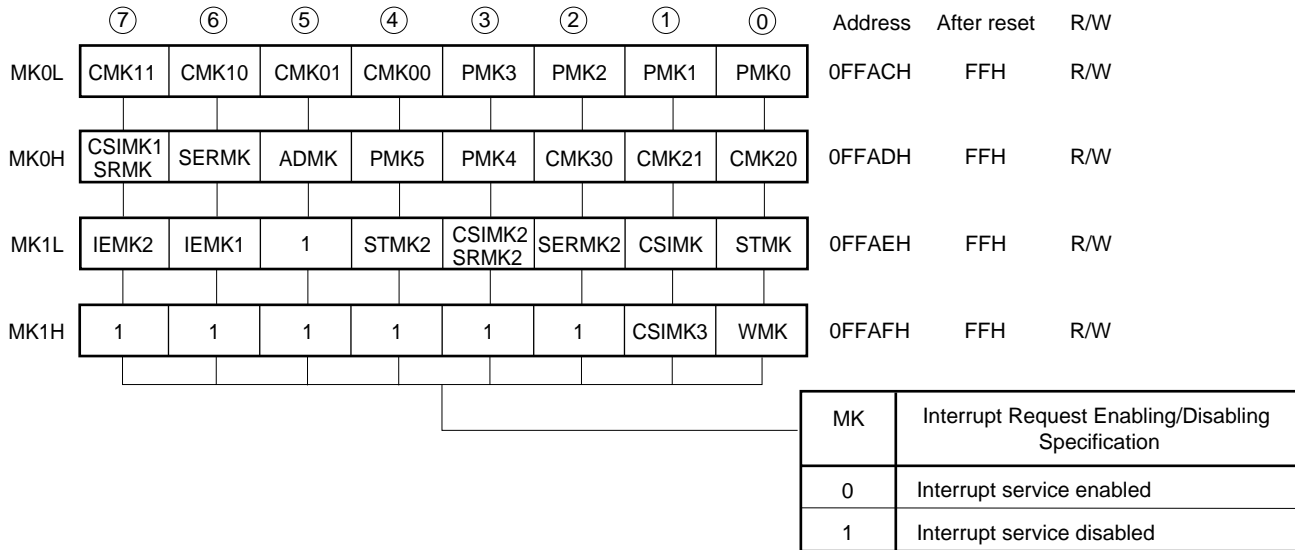 ⑦ ⑥ ⑤ ④ ③ ② ① ⓪ Address After reset R/W
MK0L CMK11 CMK10 CMK01 CMK00 PMK3 PMK2 PMK1 PMK0 0FFACH FFH R/W
MK0H CSIMK1 SRMK SERMK ADMK PMK5 PMK4 CMK30 CMK21 CMK20 0FFADH FFH R/W
MK1L IEMK2 IEMK1 1 STMK2 CSIMK2 SRMK2 SERMK2 CSIMK STMK 0FFAEH FFH R/W
MK1H 1 1 1 1 1 1 CSIMK3 WMK 0FFAFH FFH R/W
MK Interrupt Request Enabling/Disabling
Specification
0 Interrupt service enabled
1 Interrupt service disabled